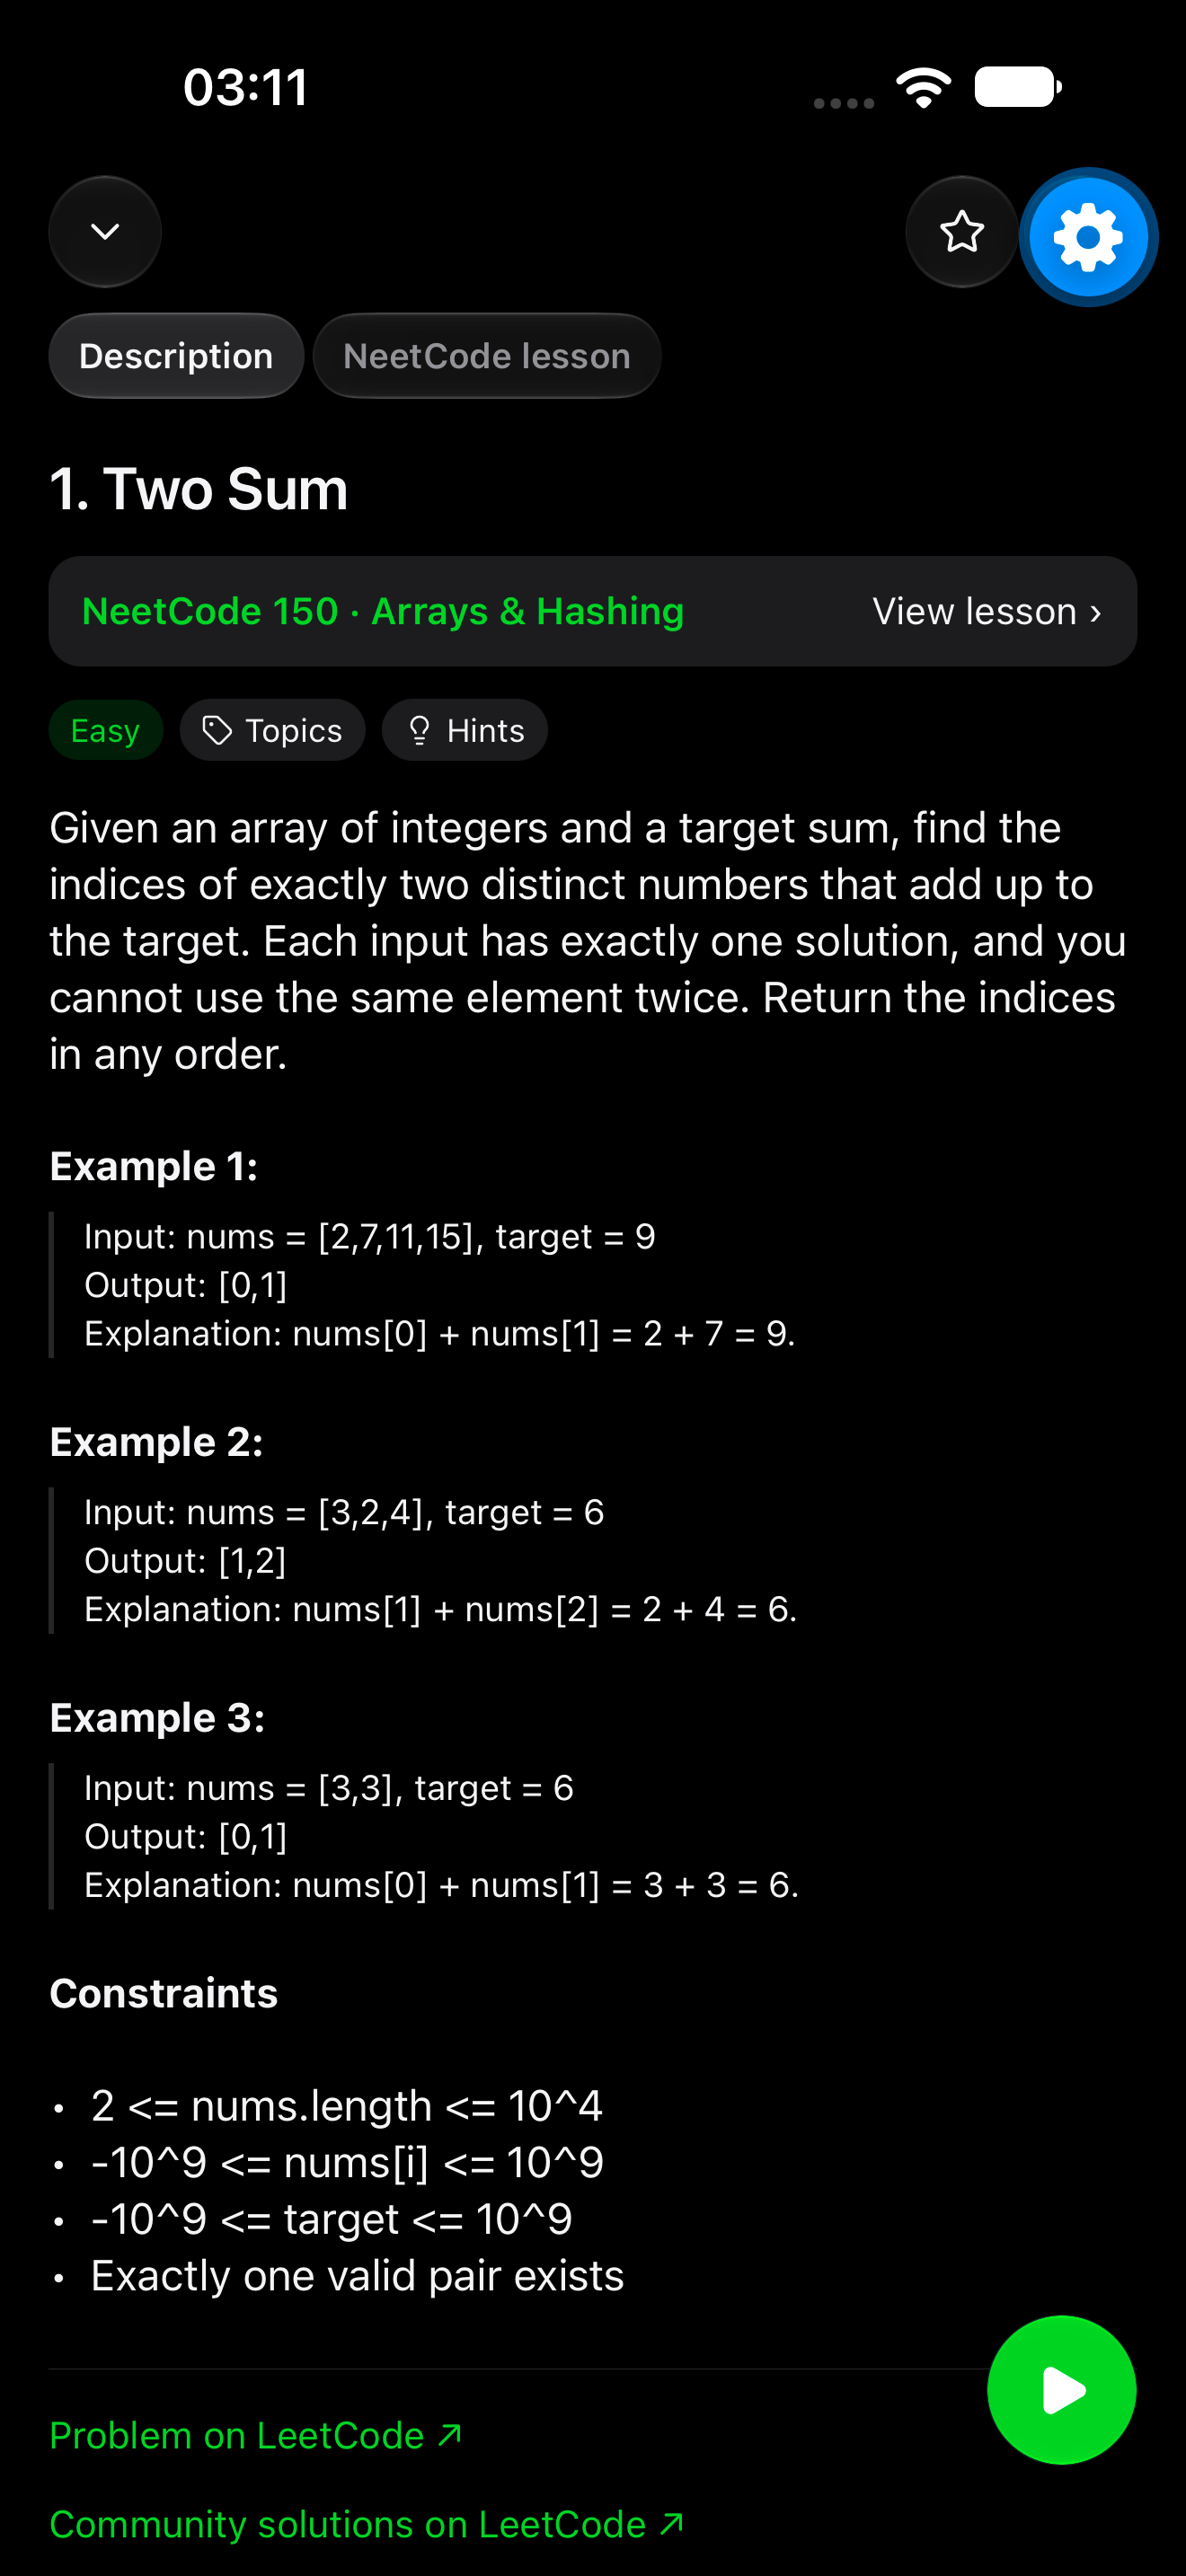 03:11
Description
NeetCode lesson
1. Two Sum
NeetCode 150 · Arrays & Hashing
View lesson ›
Easy
Topics
Hints
Given an array of integers and a target sum, find the
indices of exactly two distinct numbers that add up to
the target. Each input has exactly one solution, and you
cannot use the same element twice. Return the indices
in any order.
Example 1:
Input: nums = [2,7,11,15], target = 9
Output: [0,1]
Explanation: nums[0] + nums[1] = 2 + 7 = 9.
Example 2:
Input: nums = [3,2,4], target = 6
Output: [1,2]
Explanation: nums[1] + nums[2] = 2 + 4 = 6.
Example 3:
Input: nums = [3,3], target = 6
Output: [0,1]
Explanation: nums[0] + nums[1] = 3 + 3 = 6.
Constraints
• 2 <= nums.length <= 10^4
• -10^9 <= nums[i] <= 10^9
• -10^9 <= target <= 10^9
• Exactly one valid pair exists
Problem on LeetCode ↗
Community solutions on LeetCode ↗